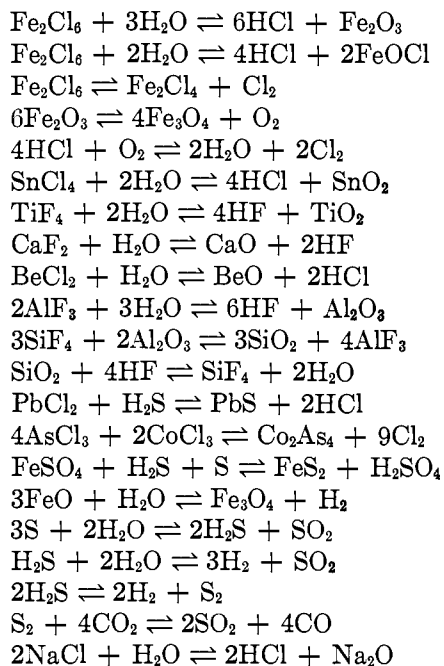 Fe₂Cl₆ + 3H₂O ⇌ 6HCl + Fe₂O₃
Fe₂Cl₆ + 2H₂O ⇌ 4HCl + 2FeOCl
Fe₂Cl₆ ⇌ Fe₂Cl₄ + Cl₂
6Fe₂O₃ ⇌ 4Fe₃O₄ + O₂
4HCl + O₂ ⇌ 2H₂O + 2Cl₂
SnCl₄ + 2H₂O ⇌ 4HCl + SnO₂
TiF₄ + 2H₂O ⇌ 4HF + TiO₂
CaF₂ + H₂O ⇌ CaO + 2HF
BeCl₂ + H₂O ⇌ BeO + 2HCl
2AlF₃ + 3H₂O ⇌ 6HF + Al₂O₃
3SiF₄ + 2Al₂O₃ ⇌ 3SiO₂ + 4AlF₃
SiO₂ + 4HF ⇌ SiF₄ + 2H₂O
PbCl₂ + H₂S ⇌ PbS + 2HCl
4AsCl₃ + 2CoCl₃ ⇌ Co₂As₄ + 9Cl₂
FeSO₄ + H₂S + S ⇌ FeS₂ + H₂SO₄
3FeO + H₂O ⇌ Fe₃O₄ + H₂
3S + 2H₂O ⇌ 2H₂S + SO₂
H₂S + 2H₂O ⇌ 3H₂ + SO₂
2H₂S ⇌ 2H₂ + S₂
S₂ + 4CO₂ ⇌ 2SO₂ + 4CO
2NaCl + H₂O ⇌ 2HCl + Na₂O